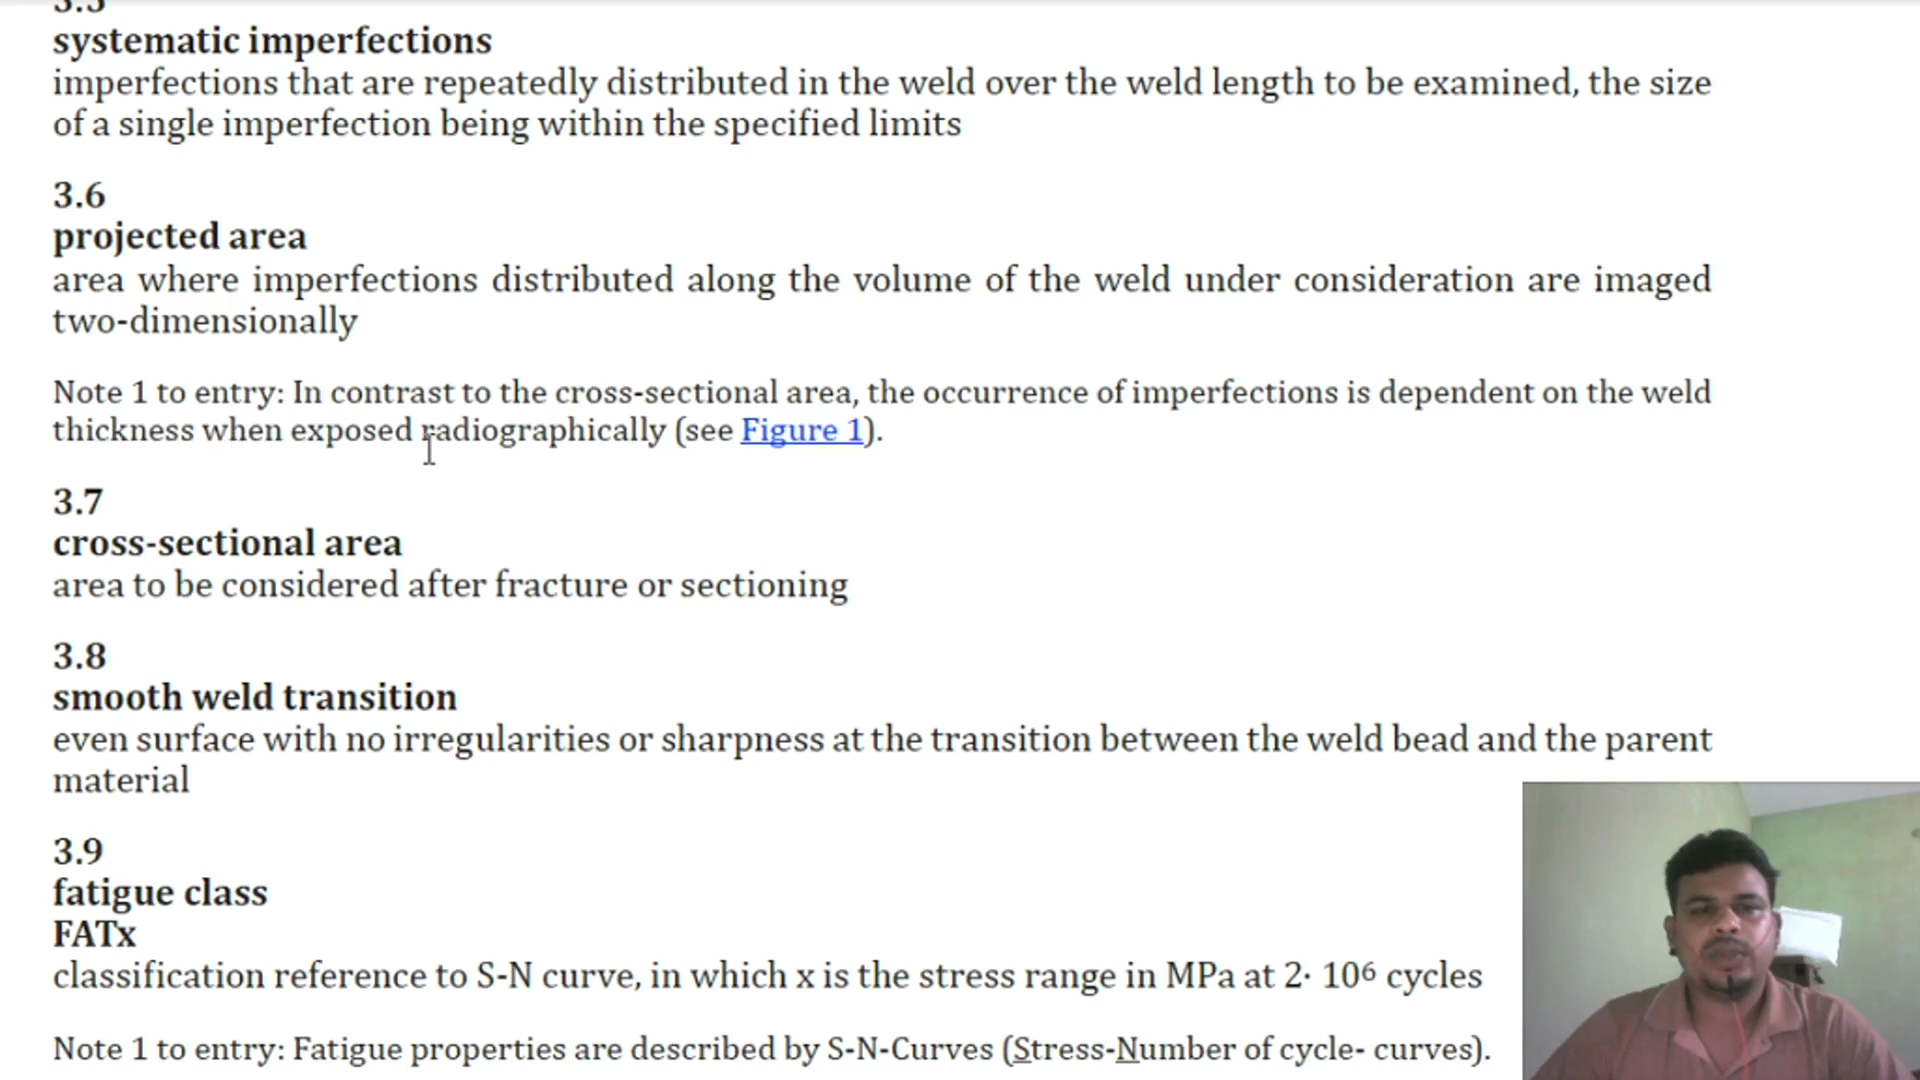 3.5
systematic imperfections
imperfections that are repeatedly distributed in the weld over the weld length to be examined, the size
of a single imperfection being within the specified limits
3.6
projected area
area where imperfections distributed along the volume of the weld under consideration are imaged
two-dimensionally
Note 1 to entry: In contrast to the cross-sectional area, the occurrence of imperfections is dependent on the weld
thickness when exposed radiographically (see Figure 1).
3.7
cross-sectional area
area to be considered after fracture or sectioning
3.8
smooth weld transition
even surface with no irregularities or sharpness at the transition between the weld bead and the parent
material
3.9
fatigue class
FATx
classification reference to S-N curve, in which x is the stress range in MPa at 2· 10⁶ cycles
Note 1 to entry: Fatigue properties are described by S-N-Curves (Stress-Number of cycle- curves).